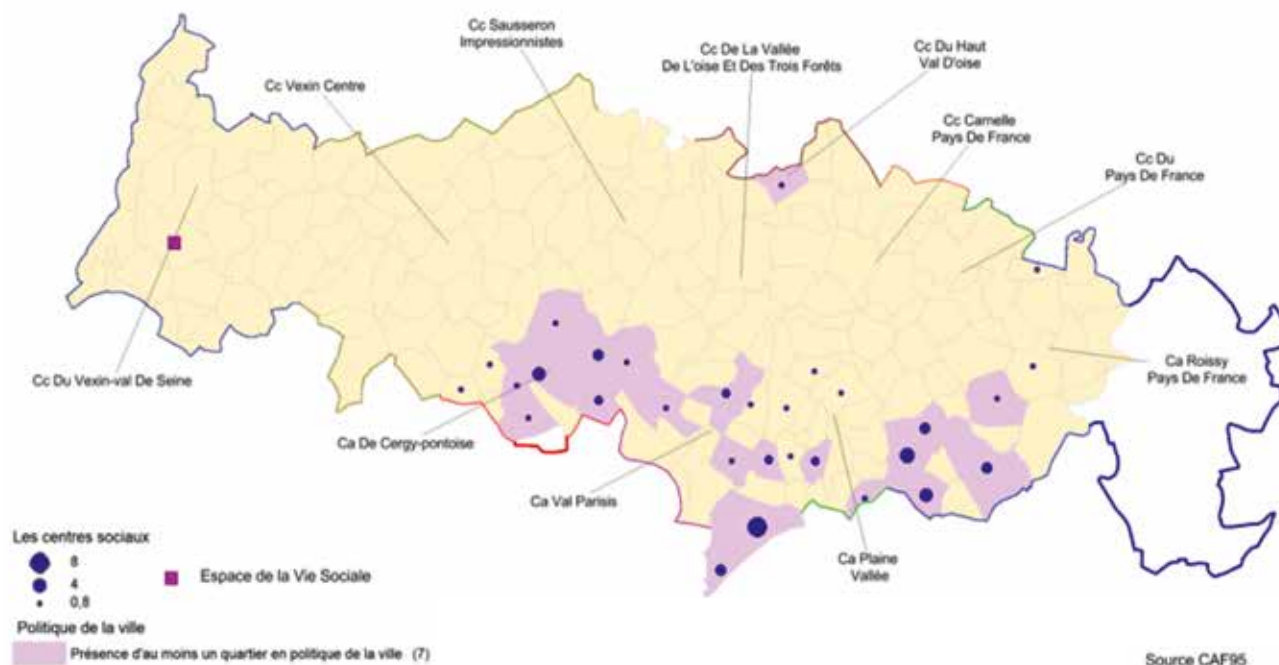 Cc Sausseron
Impressionnistes
Cc De La Vallée
De L'oise Et Des Trois Forêts
Cc Du Haut
Val D'oise
Cc Vexin Centre
Cc Carnelle
Pays De France
Cc Du
Pays De France
Cc Du Vexin-val De Seine
Ca Roissy
Pays De France
Ca De Cergy-pontoise
Ca Val Parisis
Ca Plaine
Vallée
Les centres sociaux
8
4
0,8
Espace de la Vie Sociale
Politique de la ville
Présence d'au moins un quartier en politique de la ville (7)
Source CAF95